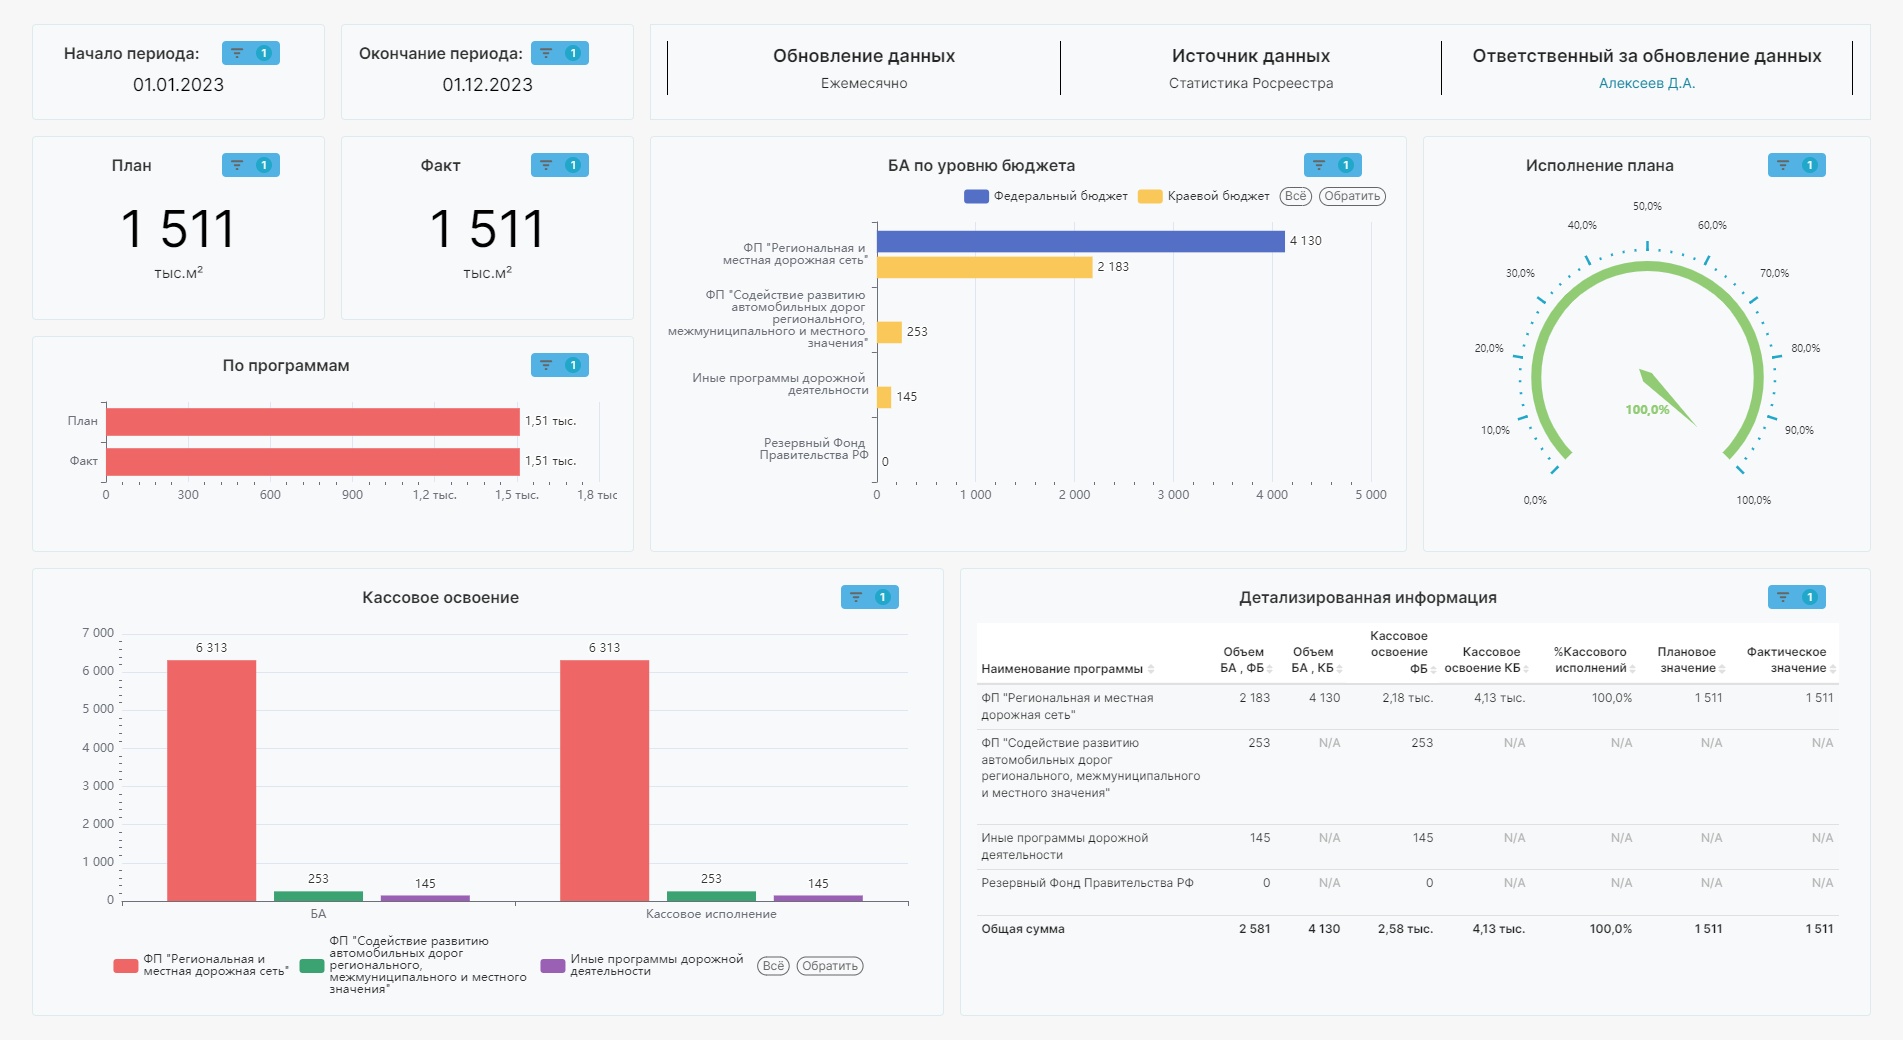 Начало периода: 1
01.01.2023
Окончание периода: 1
01.12.2023
Обновление данных
Ежемесячно
Источник данных
Статистика Росреестра
Ответственный за обновление данных
Алексеев Д.А.
План 1
1 511
тыс.м²
Факт 1
1 511
тыс.м²
По программам 1
План 1,51 тыс.
Факт 1,51 тыс.
0 300 600 900 1,2 тыс. 1,5 тыс. 1,8 тыс
БА по уровню бюджета 1
Федеральный бюджет Краевой бюджет Всё Обратить
ФП "Региональная и
местная дорожная сеть"
4 130
2 183
ФП "Содействие развитию
автомобильных дорог
регионального,
межмуниципального и местного
значения"
253
Иные программы дорожной
деятельности
145
Резервный Фонд
Правительства РФ
0
0 1 000 2 000 3 000 4 000 5 000
Исполнение плана 1
50,0%
40,0% 60,0%
30,0% 70,0%
20,0% 80,0%
100,0%
10,0% 90,0%
0,0% 100,0%
Кассовое освоение 1
7 000
6 000
5 000
4 000
3 000
2 000
1 000
0
6 313 253 145
6 313 253 145
БА Кассовое исполнение
ФП "Региональная и
местная дорожная сеть"
ФП "Содействие развитию
автомобильных дорог
регионального,
межмуниципального и местного
значения"
Иные программы дорожной
деятельности
Всё Обратить
Детализированная информация 1
Наименование программы
Объем
БА , ФБ
Объем
БА , КБ
Кассовое
освоение
ФБ
Кассовое
освоение КБ
%Кассового
исполнений
Плановое
значение
Фактическое
значение
ФП "Региональная и местная
дорожная сеть"
2 183 4 130 2,18 тыс. 4,13 тыс. 100,0% 1 511 1 511
ФП "Содействие развитию
автомобильных дорог
регионального, межмуниципального
и местного значения"
253 N/A 253 N/A N/A N/A N/A
Иные программы дорожной
деятельности
145 N/A 145 N/A N/A N/A N/A
Резервный Фонд Правительства РФ 0 N/A 0 N/A N/A N/A N/A
Общая сумма 2 581 4 130 2,58 тыс. 4,13 тыс. 100,0% 1 511 1 511